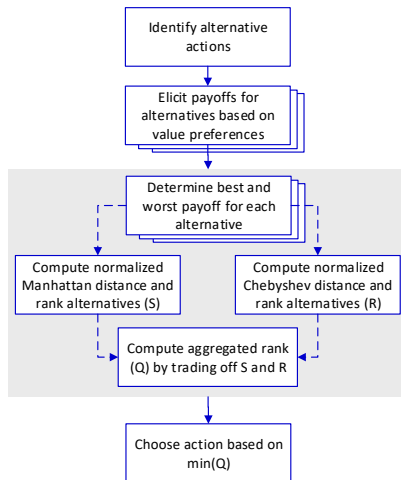 Identify alternative
actions
Elicit payoffs for
alternatives based on
value preferences
Determine best and
worst payoff for each
alternative
Compute normalized
Manhattan distance and
rank alternatives (S)
Compute normalized
Chebyshev distance and
rank alternatives (R)
Compute aggregated rank
(Q) by trading off S and R
Choose action based on
min(Q)